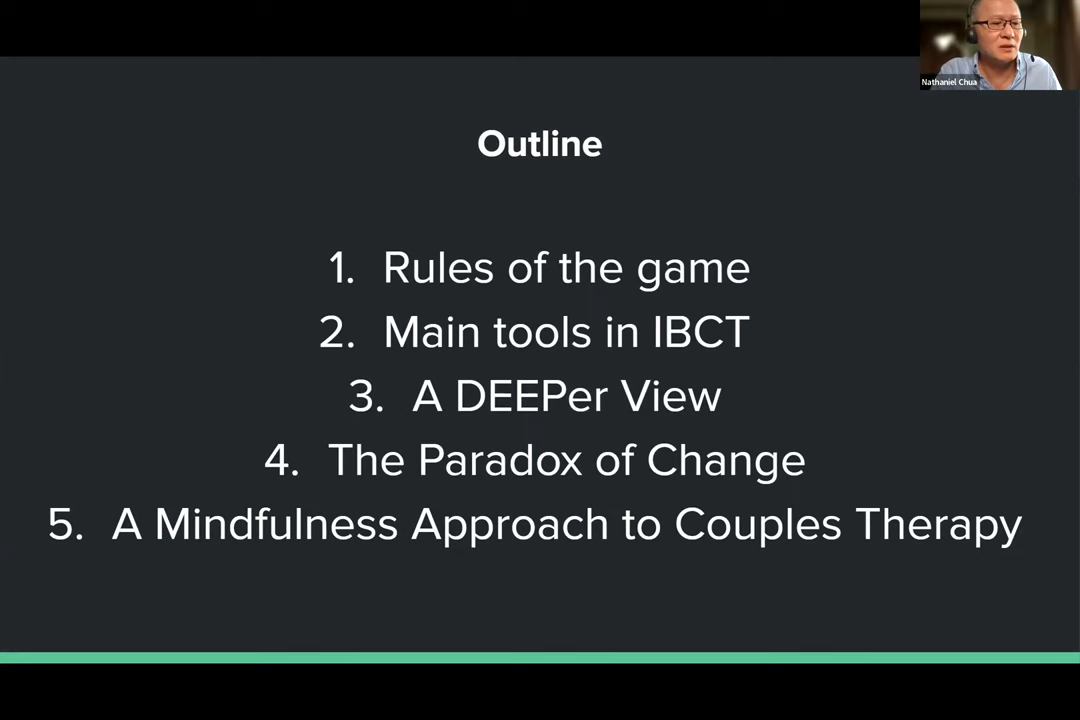 Nathaniel Chua
Outline
1. Rules of the game
2. Main tools in IBCT
3. A DEEPer View
4. The Paradox of Change
5. A Mindfulness Approach to Couples Therapy